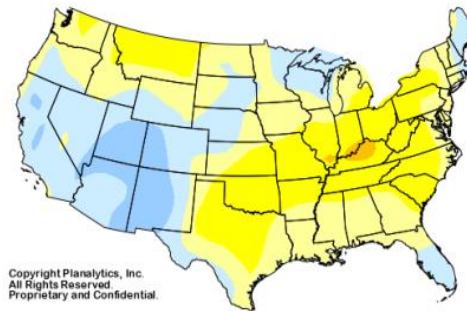 Copyright Planalytics, Inc.
All Rights Reserved.
Proprietary and Confidential.